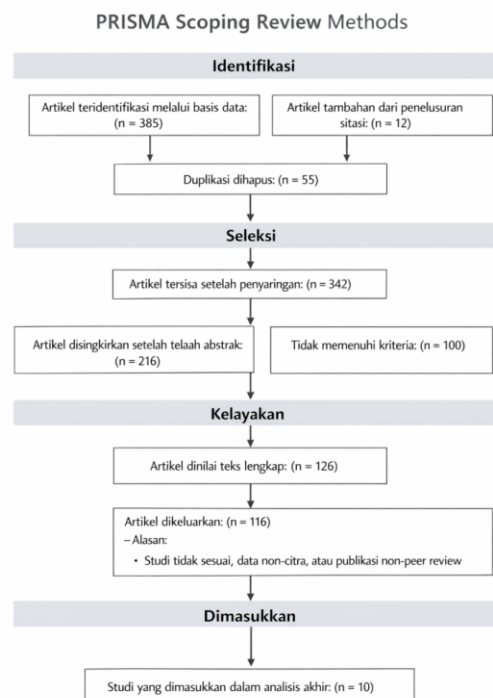 PRISMA Scoping Review Methods
Identifikasi
Artikel teridentifikasi melalui basis data:
(n = 385)
Artikel tambahan dari penelusuran
sitasi: (n = 12)
Duplikasi dihapus: (n = 55)
Seleksi
Artikel tersisa setelah penyaringan: (n = 342)
Artikel disingkirkan setelah telaah abstrak:
(n = 216)
Tidak memenuhi kriteria: (n = 100)
Kelayakan
Artikel dinilai teks lengkap: (n = 126)
Artikel dikeluarkan: (n = 116)
– Alasan:
• Studi tidak sesuai, data non-citra, atau publikasi non-peer review
Dimasukkan
Studi yang dimasukkan dalam analisis akhir: (n = 10)